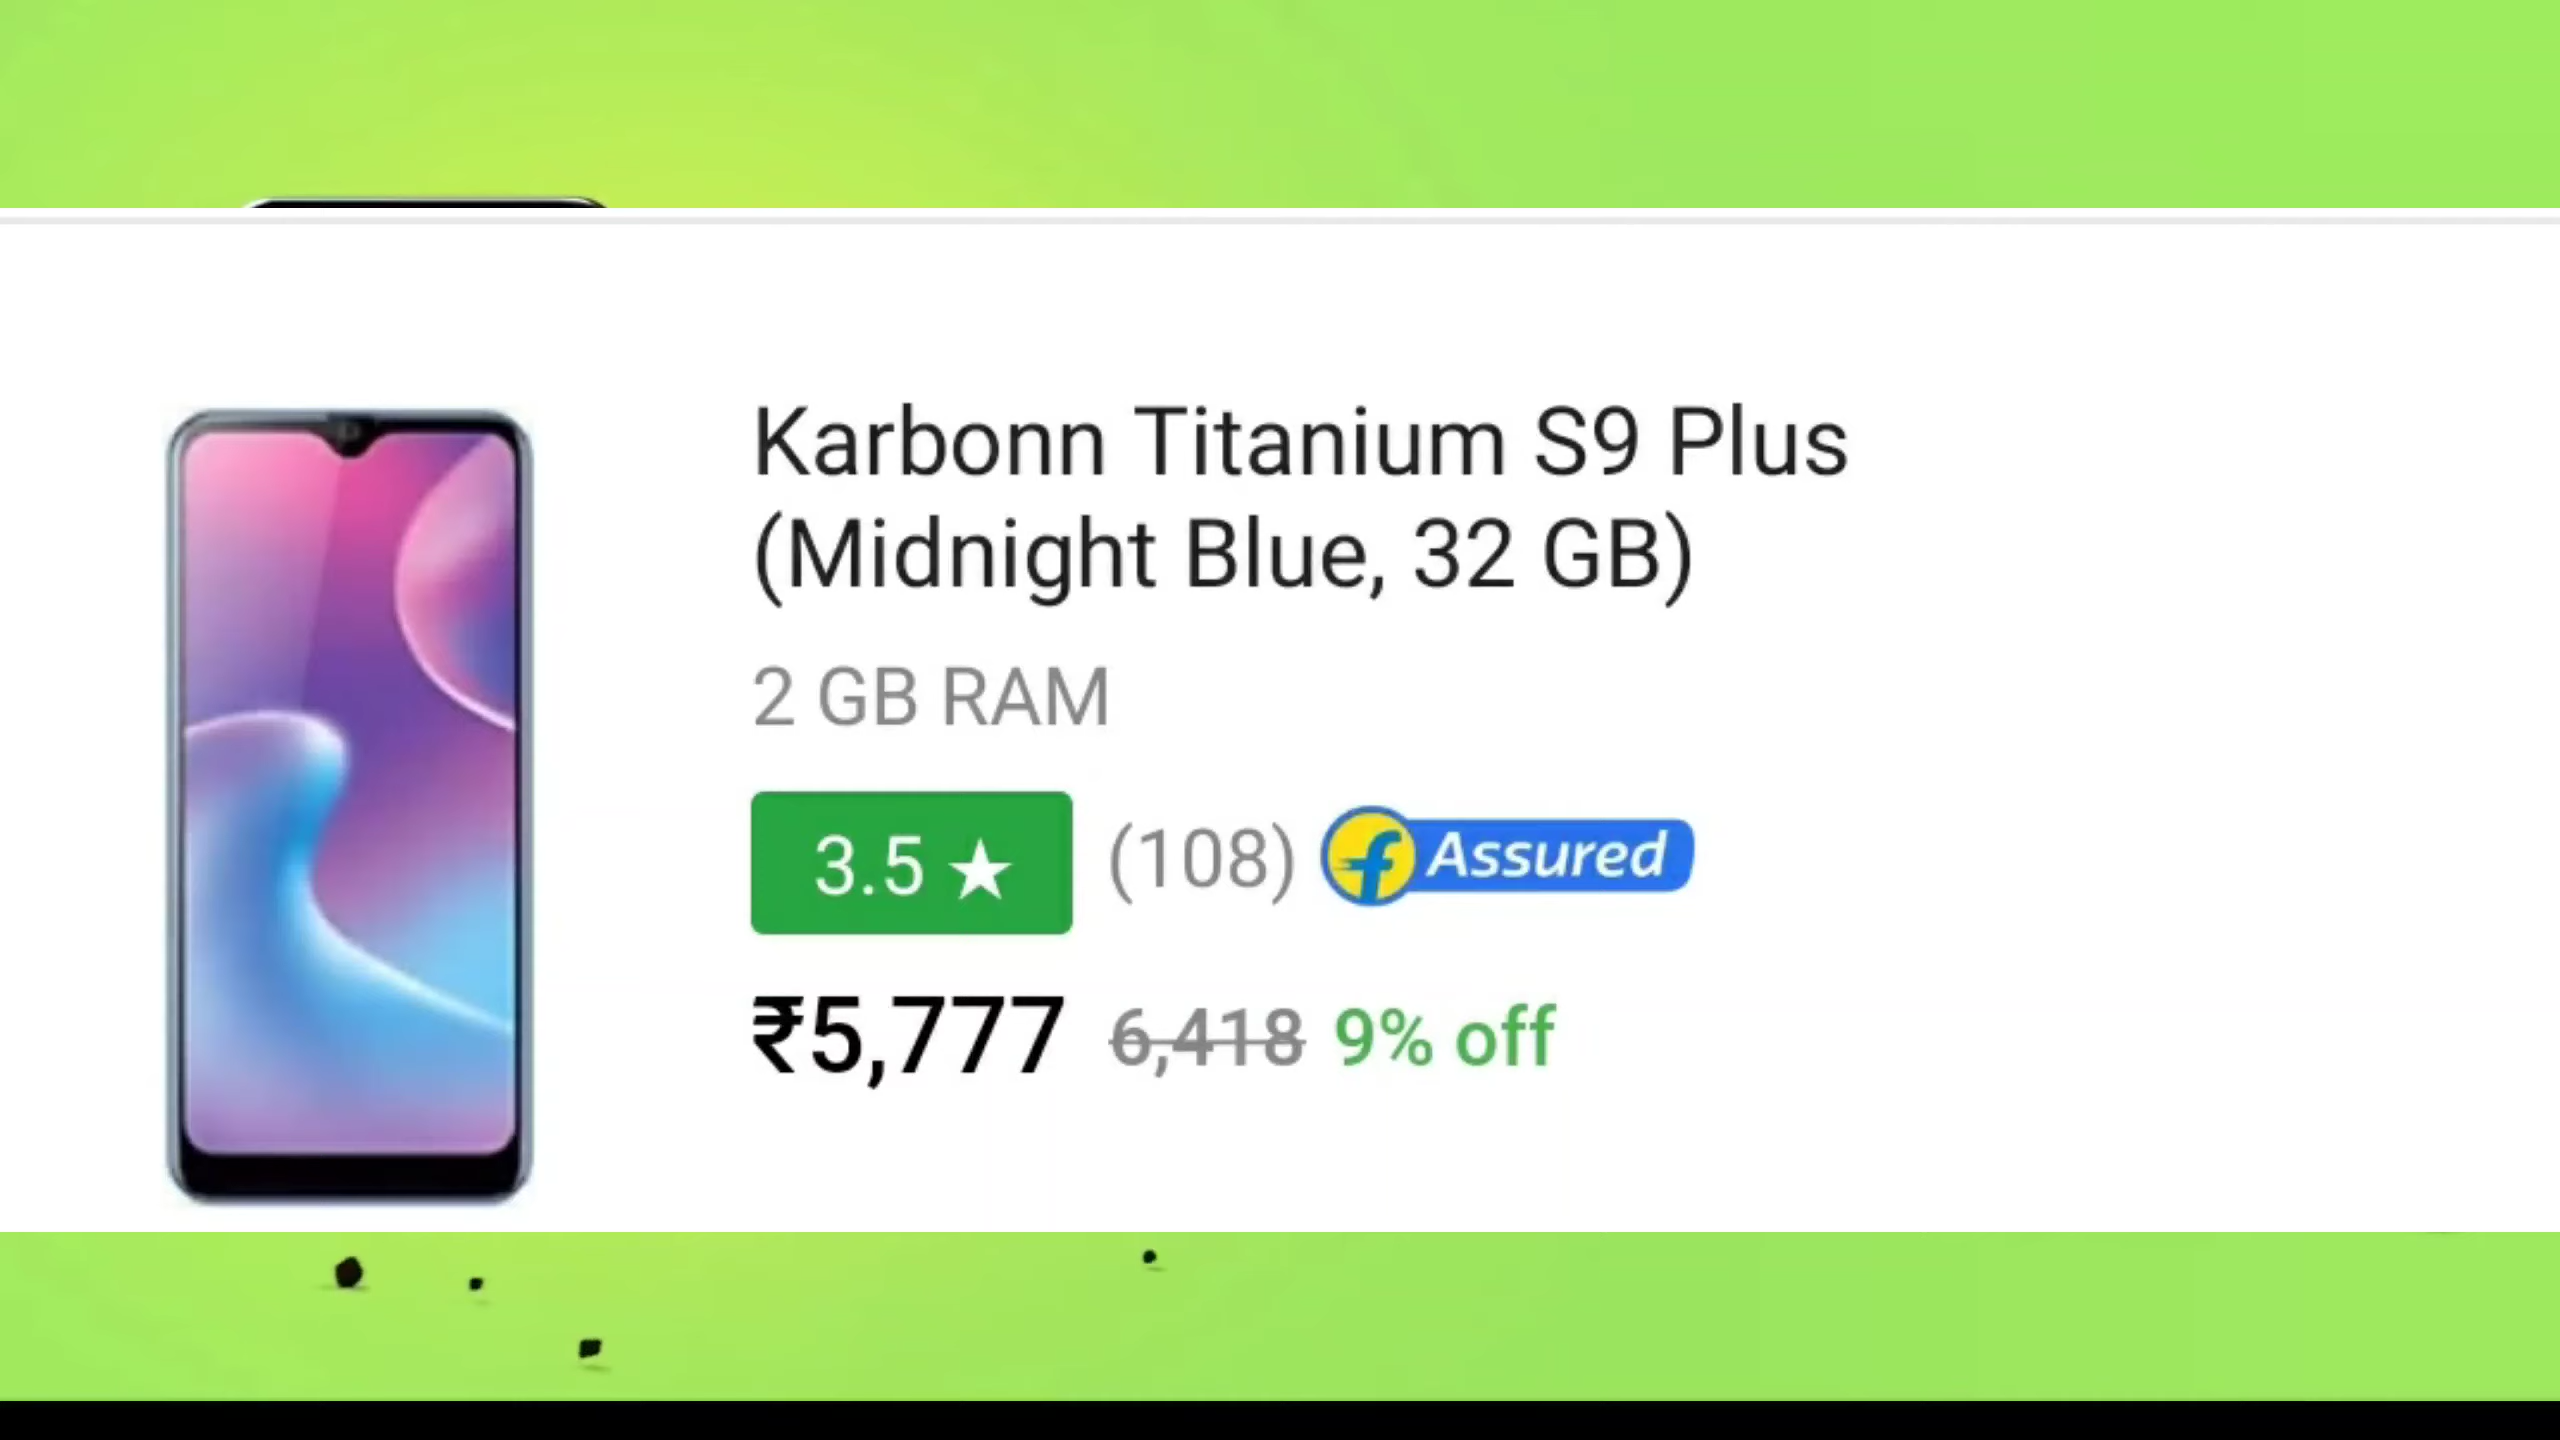 Karbonn Titanium S9 Plus
(Midnight Blue, 32 GB)
2 GB RAM
3.5 ★ (108) f Assured
₹5,777 6,418 9% off